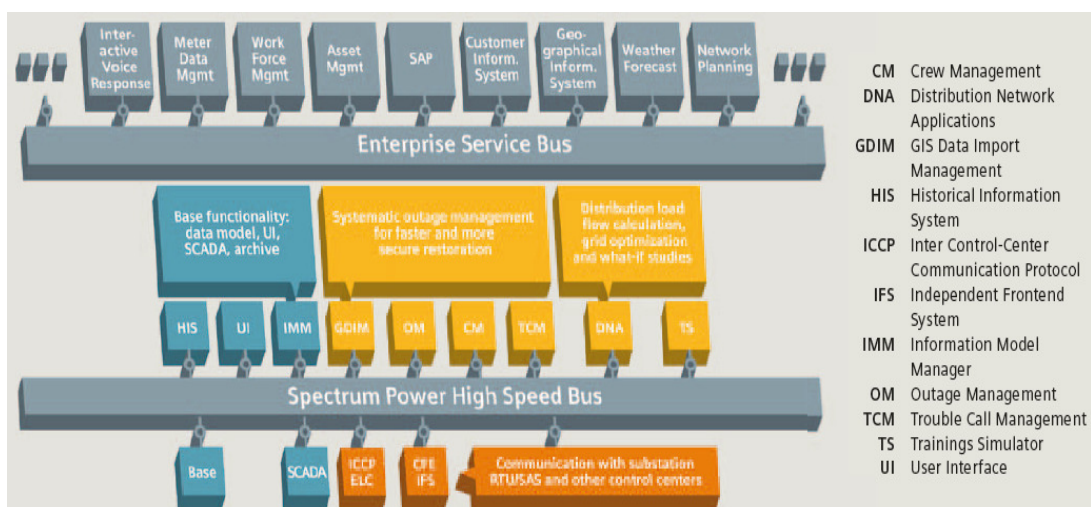 Inter-
active
Voice
Response
Meter
Data
Mgmt
Work
Force
Mgmt
Asset
Mgmt
SAP
Customer
Inform.
System
Geo-
graphical
Inform.
System
Weather
Forecast
Network
Planning
Enterprise Service Bus
Base functionality:
data model, UI,
SCADA, archive
Systematic outage management
for faster and more
secure restoration
Distribution load
flow calculation,
grid optimization
and what-if studies
HIS
UI
IMM
GDIM
OM
CM
TCM
DNA
TS
Spectrum Power High Speed Bus
Base
SCADA
ICCP
ELC
CFE
IFS
Communication with substation
RTU/SAS and other control centers
CM Crew Management
DNA Distribution Network
Applications
GDIM GIS Data Import
Management
HIS Historical Information
System
ICCP Inter Control-Center
Communication Protocol
IFS Independent Frontend
System
IMM Information Model
Manager
OM Outage Management
TCM Trouble Call Management
TS Trainings Simulator
UI User Interface